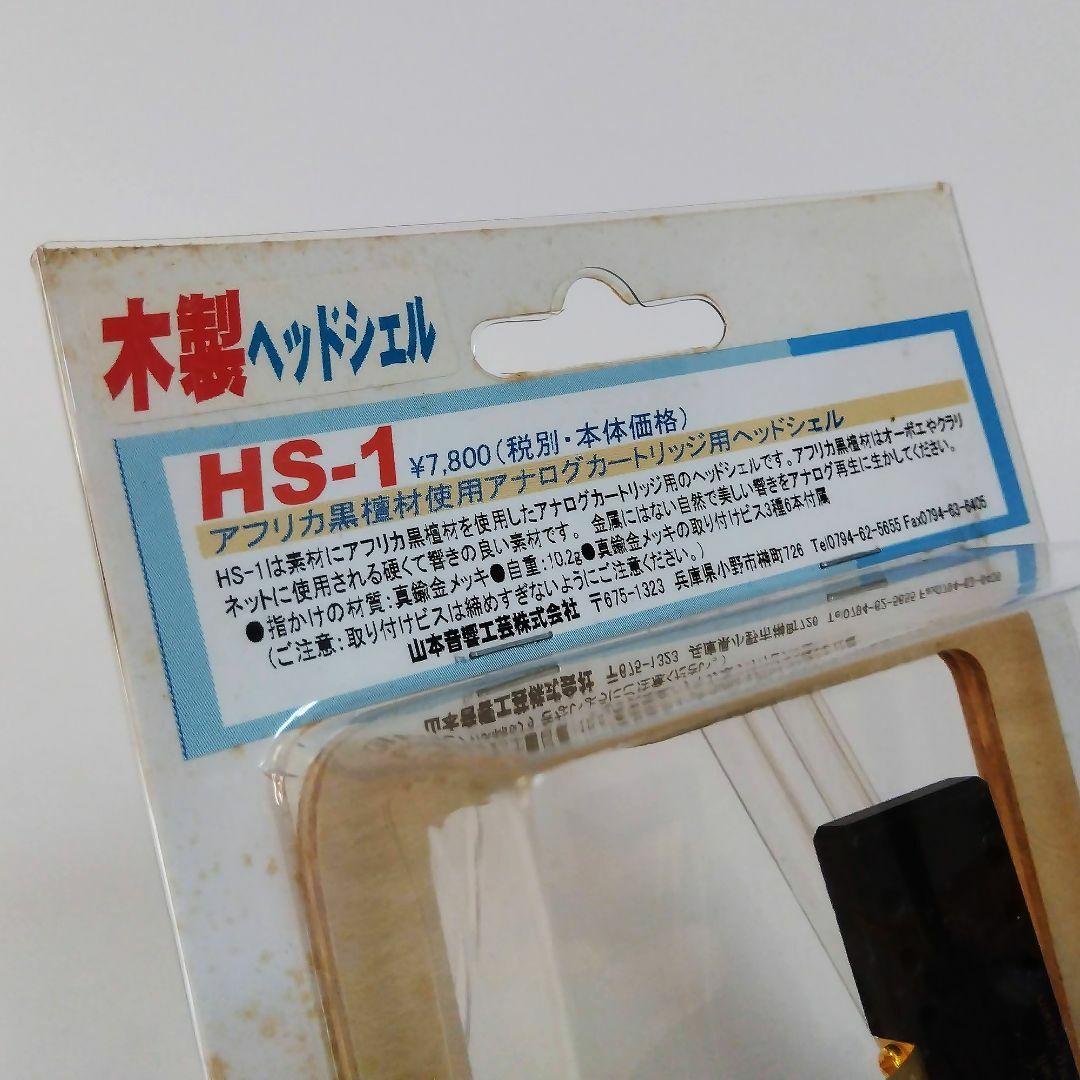 木製ヘッドシェル
HS-1 ¥7,800(税別・本体価格)
アフリカ黒檀材使用アナログカートリッジ用ヘッドシェル
HS-1は素材にアフリカ黒檀材を使用したアナログカートリッジ用のヘッドシェルです。アフリカ黒檀材はオーボエやクラリ
ネットに使用される硬くて響きの良い素材です。金属にはない自然で美しい響きをアナログ再生に生かしてください。
●指かけの材質:真鍮金メッキ●自重:10.2g●真鍮金メッキの取り付けビス3種6本付属
(ご注意:取り付けビスは締めすぎないようにご注意ください。)
山本音響工芸株式会社 〒675-1323 兵庫県小野市樋町726 Tel0794-62-5655 Fax0794-63-6405